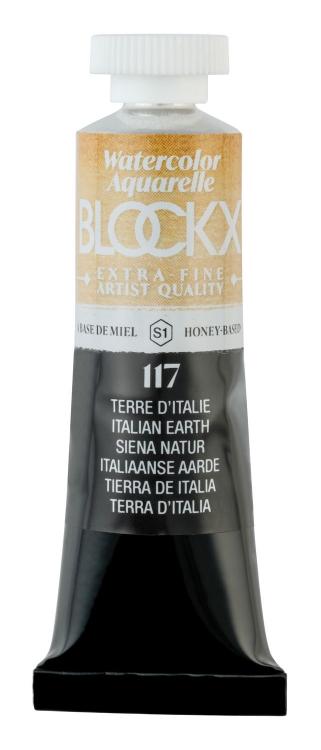 Watercolor
Aquarelle
BLOCKX
EXTRA-FINE
ARTIST QUALITY
A BASE DE MIEL S1 HONEY-BASED
117
TERRE D'ITALIE
ITALIAN EARTH
SIENA NATUR
ITALIAANSE AARDE
TIERRA DE ITALIA
TERRA D'ITALIA